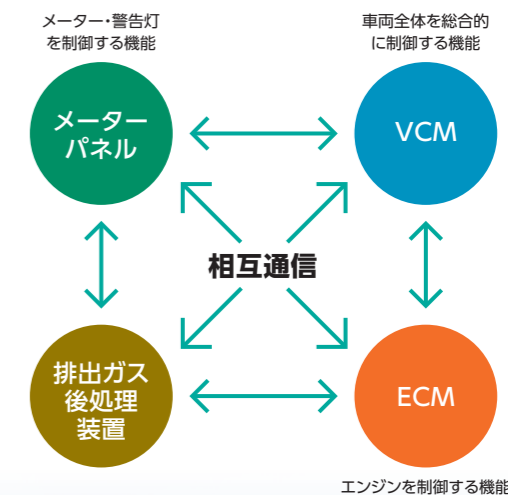 メーター・警告灯
を制御する機能
車両全体を総合的
に制御する機能
メーター
パネル
VCM
相互通信
排出ガス
後処理
装置
ECM
エンジンを制御する機能